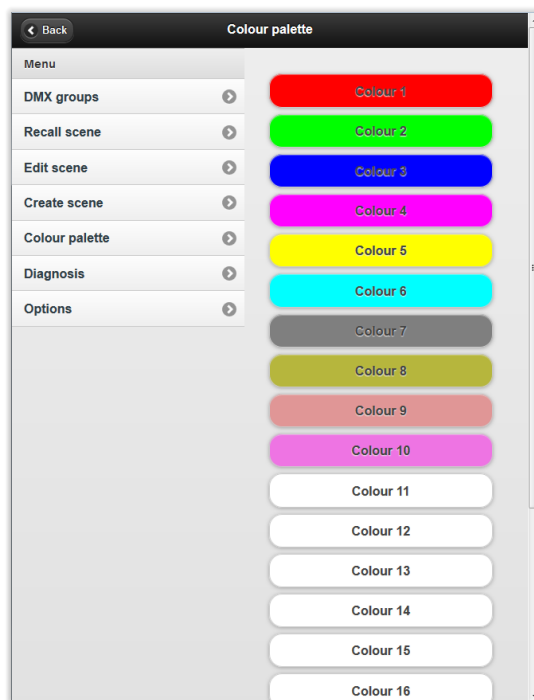 Back
Colour palette
Menu
DMX groups
Recall scene
Edit scene
Create scene
Colour palette
Diagnosis
Options
Colour 1
Colour 2
Colour 3
Colour 4
Colour 5
Colour 6
Colour 7
Colour 8
Colour 9
Colour 10
Colour 11
Colour 12
Colour 13
Colour 14
Colour 15
Colour 16